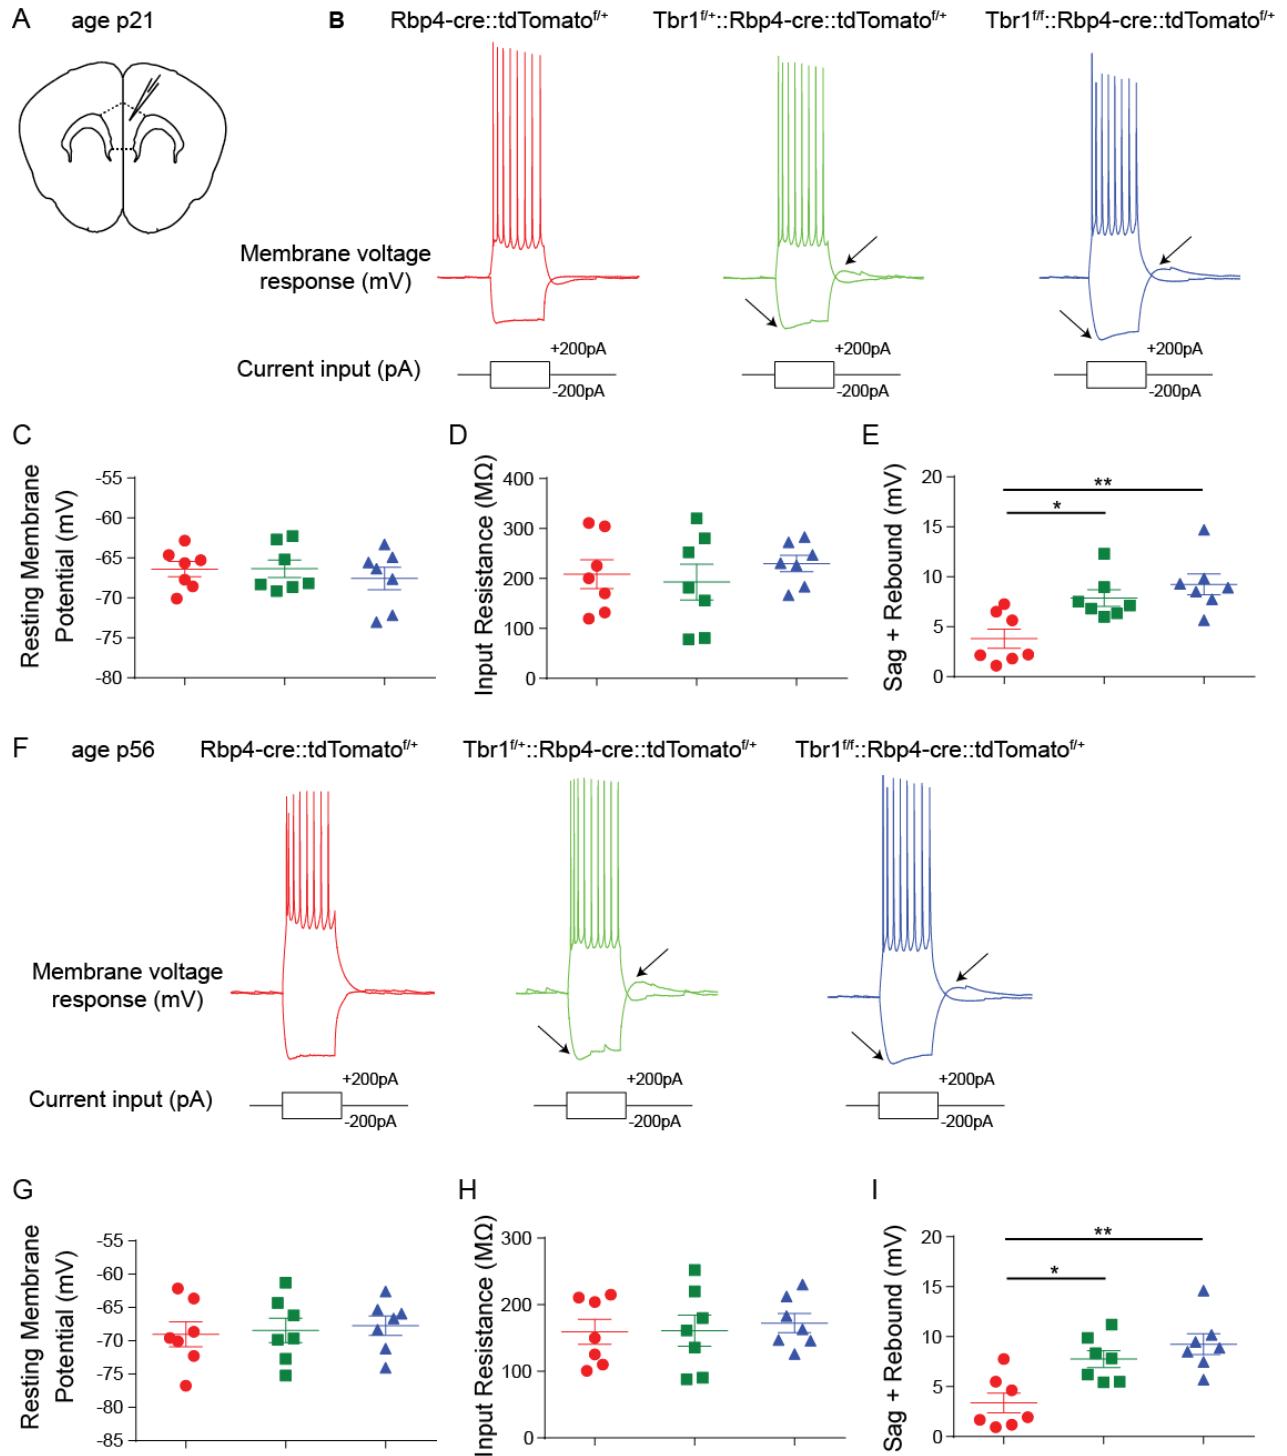 A age p21
B Rbp4-cre::tdTomato^f/+ Tbr1^f/+::Rbp4-cre::tdTomato^f/+ Tbr1^f/f::Rbp4-cre::tdTomato^f/+
Membrane voltage
response (mV)
Current input (pA)
+200pA +200pA +200pA
-200pA -200pA -200pA
C
Resting Membrane
Potential (mV)
-55
-60
-65
-70
-75
-80
D
Input Resistance (MΩ)
400
300
200
100
0
E
Sag + Rebound (mV)
20
15
10
5
0
**
*
F age p56 Rbp4-cre::tdTomato^f/+ Tbr1^f/+::Rbp4-cre::tdTomato^f/+ Tbr1^f/f::Rbp4-cre::tdTomato^f/+
Membrane voltage
response (mV)
Current input (pA)
+200pA +200pA +200pA
-200pA -200pA -200pA
G
Resting Membrane
Potential (mV)
-55
-60
-65
-70
-75
-80
-85
H
Input Resistance (MΩ)
300
200
100
0
I
Sag + Rebound (mV)
20
15
10
5
0
**
*